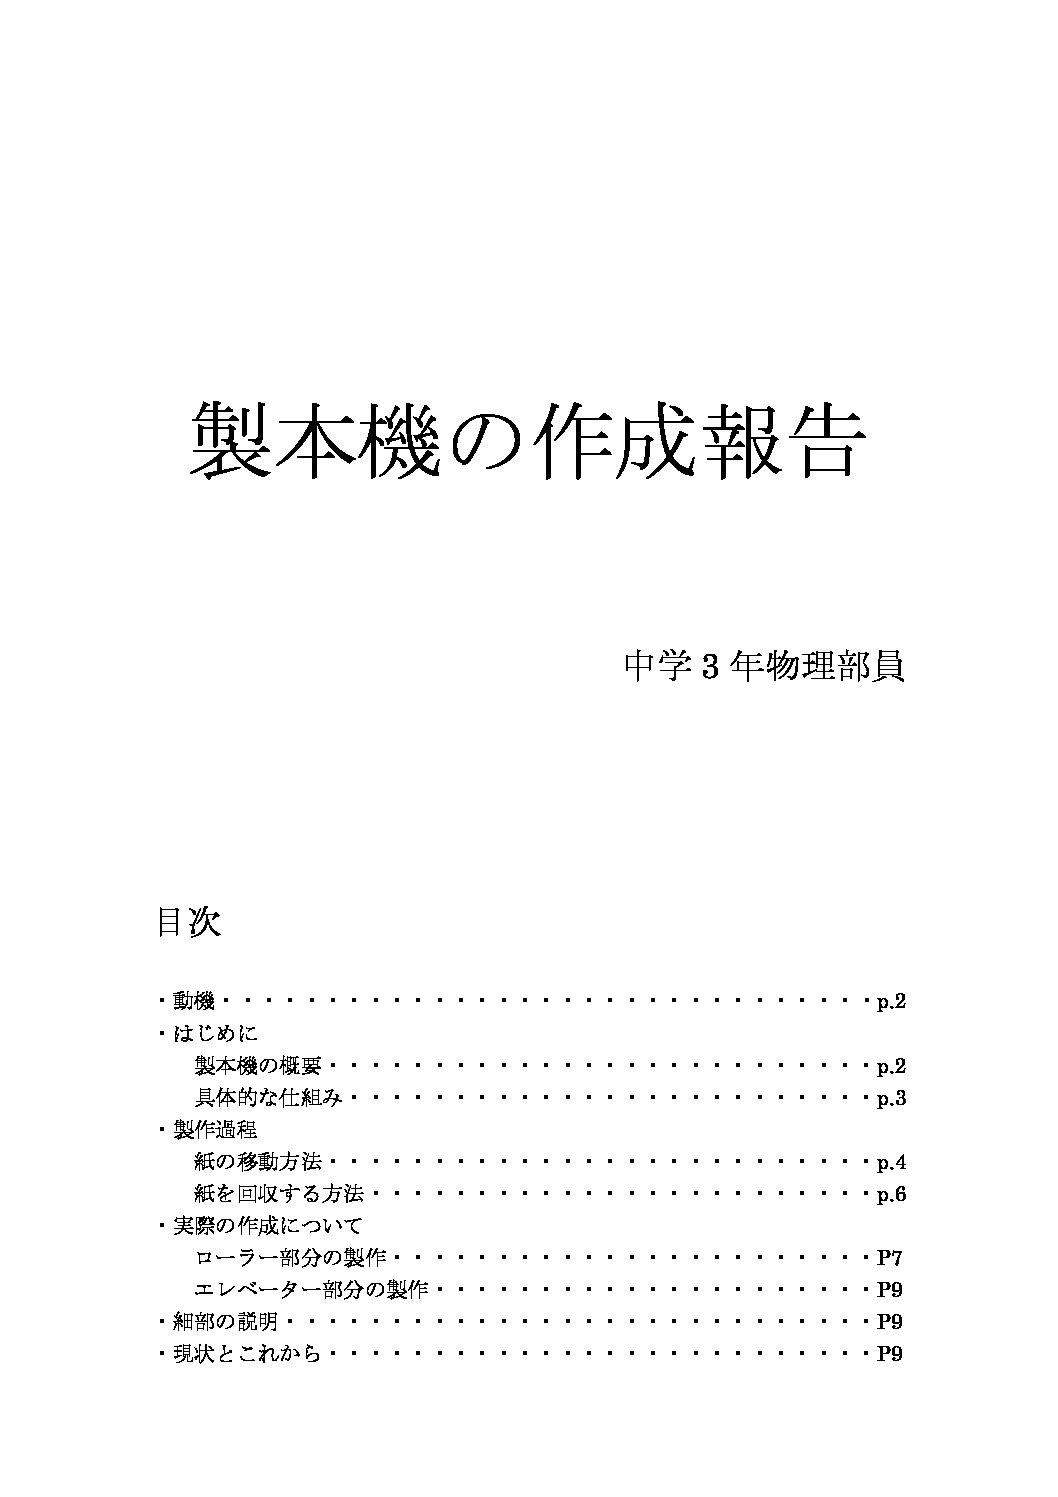 製本機の作成報告
中学 3 年物理部員
目次
・動機・・・・・・・・・・・・・・・・・・・・・・・・・・・・・・・p.2
・はじめに
製本機の概要・・・・・・・・・・・・・・・・・・・・・・・・・・p.2
具体的な仕組み・・・・・・・・・・・・・・・・・・・・・・・・・p.3
・製作過程
紙の移動方法・・・・・・・・・・・・・・・・・・・・・・・・・・p.4
紙を回収する方法・・・・・・・・・・・・・・・・・・・・・・・・p.6
・実際の作成について
ローラー部分の製作・・・・・・・・・・・・・・・・・・・・・・・P7
エレベーター部分の製作・・・・・・・・・・・・・・・・・・・・・P9
・細部の説明・・・・・・・・・・・・・・・・・・・・・・・・・・・・P9
・現状とこれから・・・・・・・・・・・・・・・・・・・・・・・・・・P9